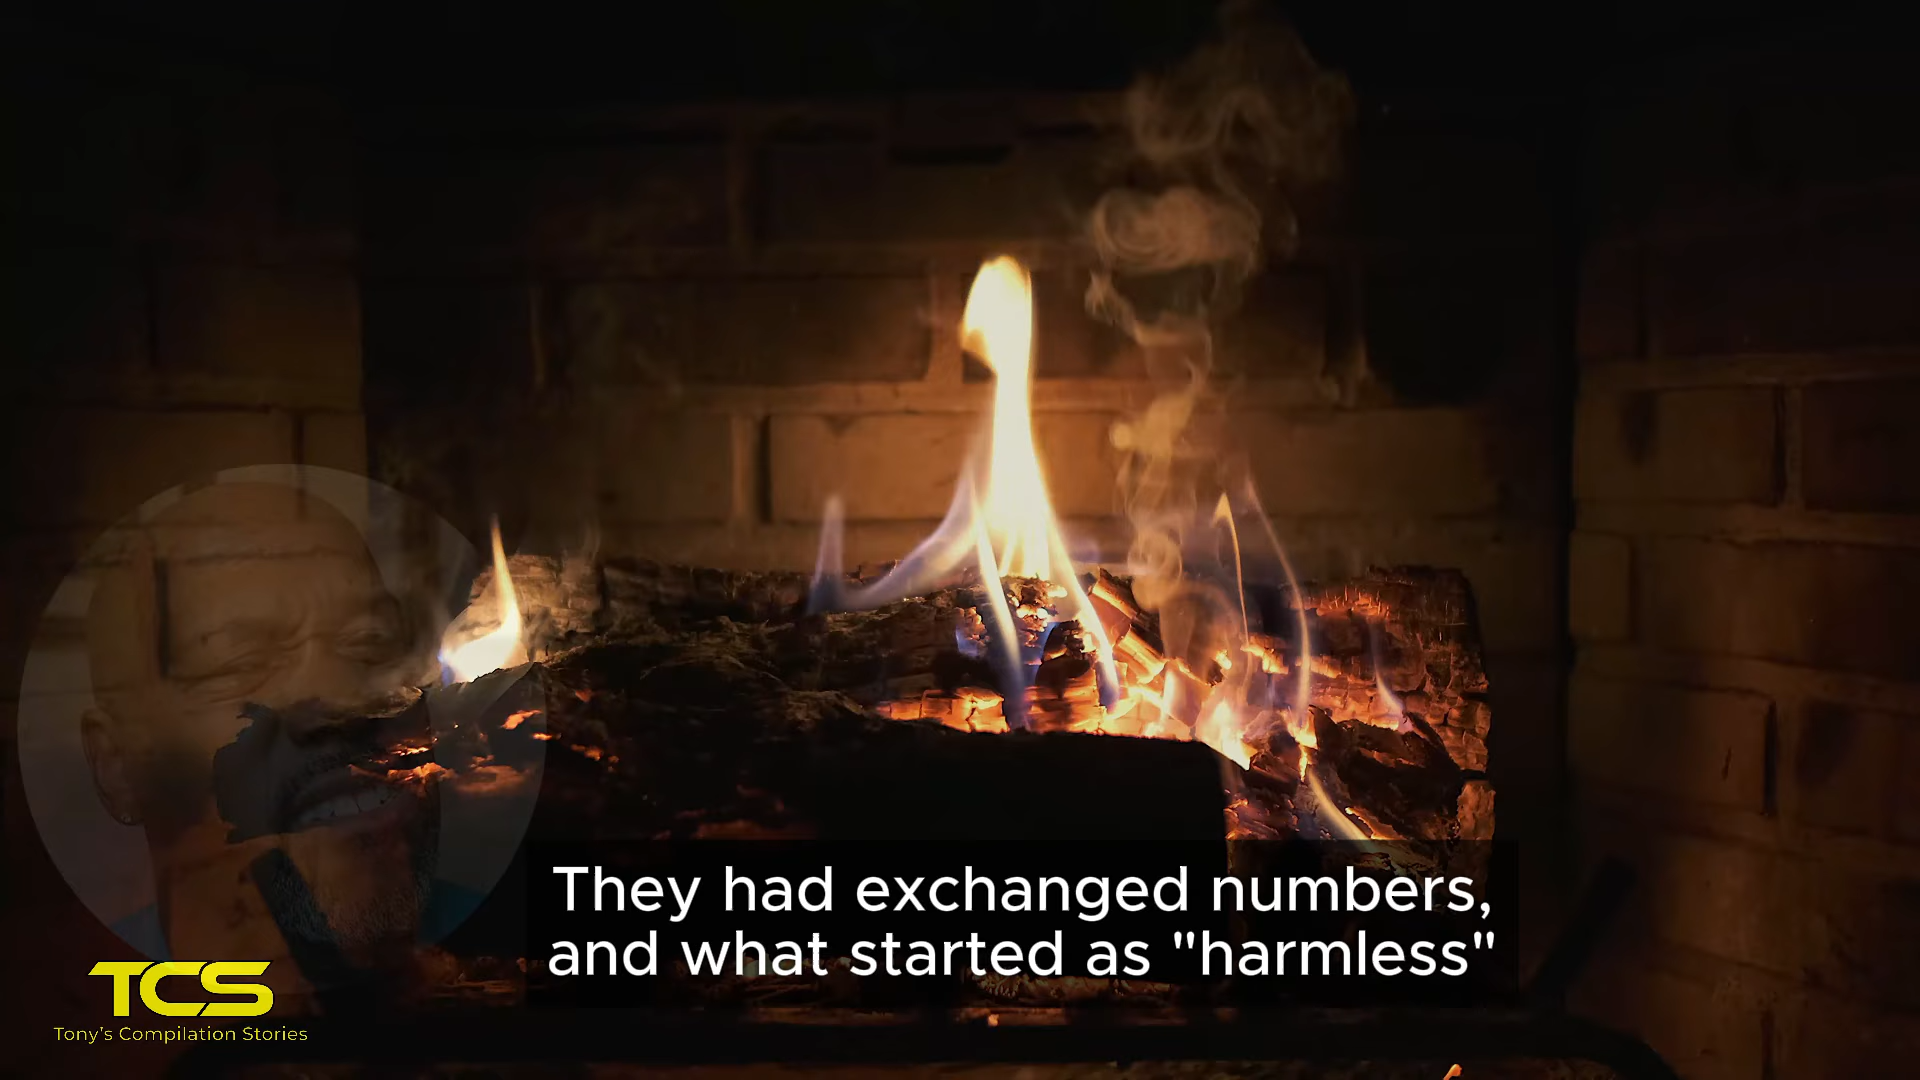 They had exchanged numbers,
and what started as "harmless"
TCS
Tony's Compilation Stories